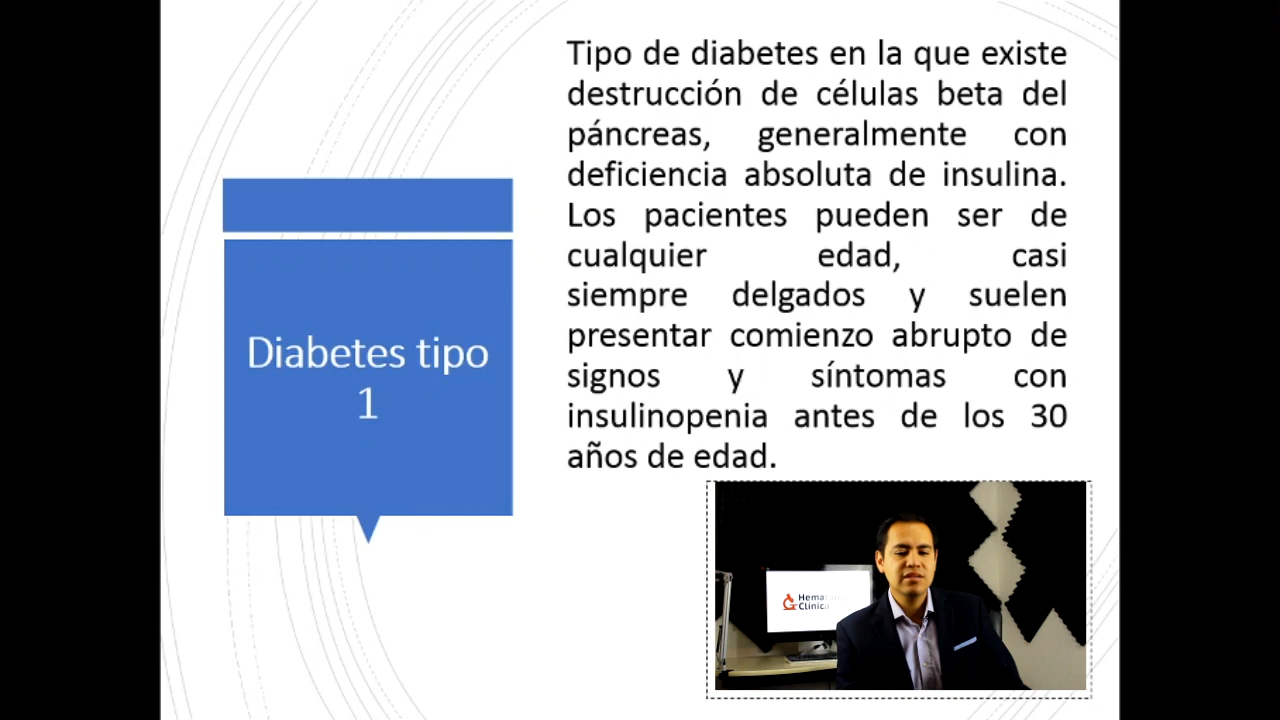 Tipo de diabetes en la que existe
destrucción de células beta del
páncreas, generalmente con
deficiencia absoluta de insulina.
Los pacientes pueden ser de
cualquier edad, casi
siempre delgados y suelen
presentar comienzo abrupto de
signos y síntomas con
insulinopenia antes de los 30
años de edad.
Diabetes tipo
1
Clínica